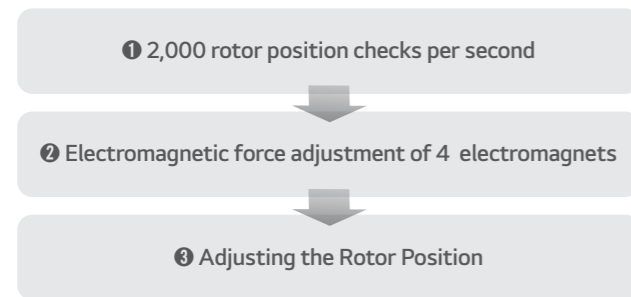 ❶ 2,000 rotor position checks per second
❷ Electromagnetic force adjustment of 4 electromagnets
❸ Adjusting the Rotor Position